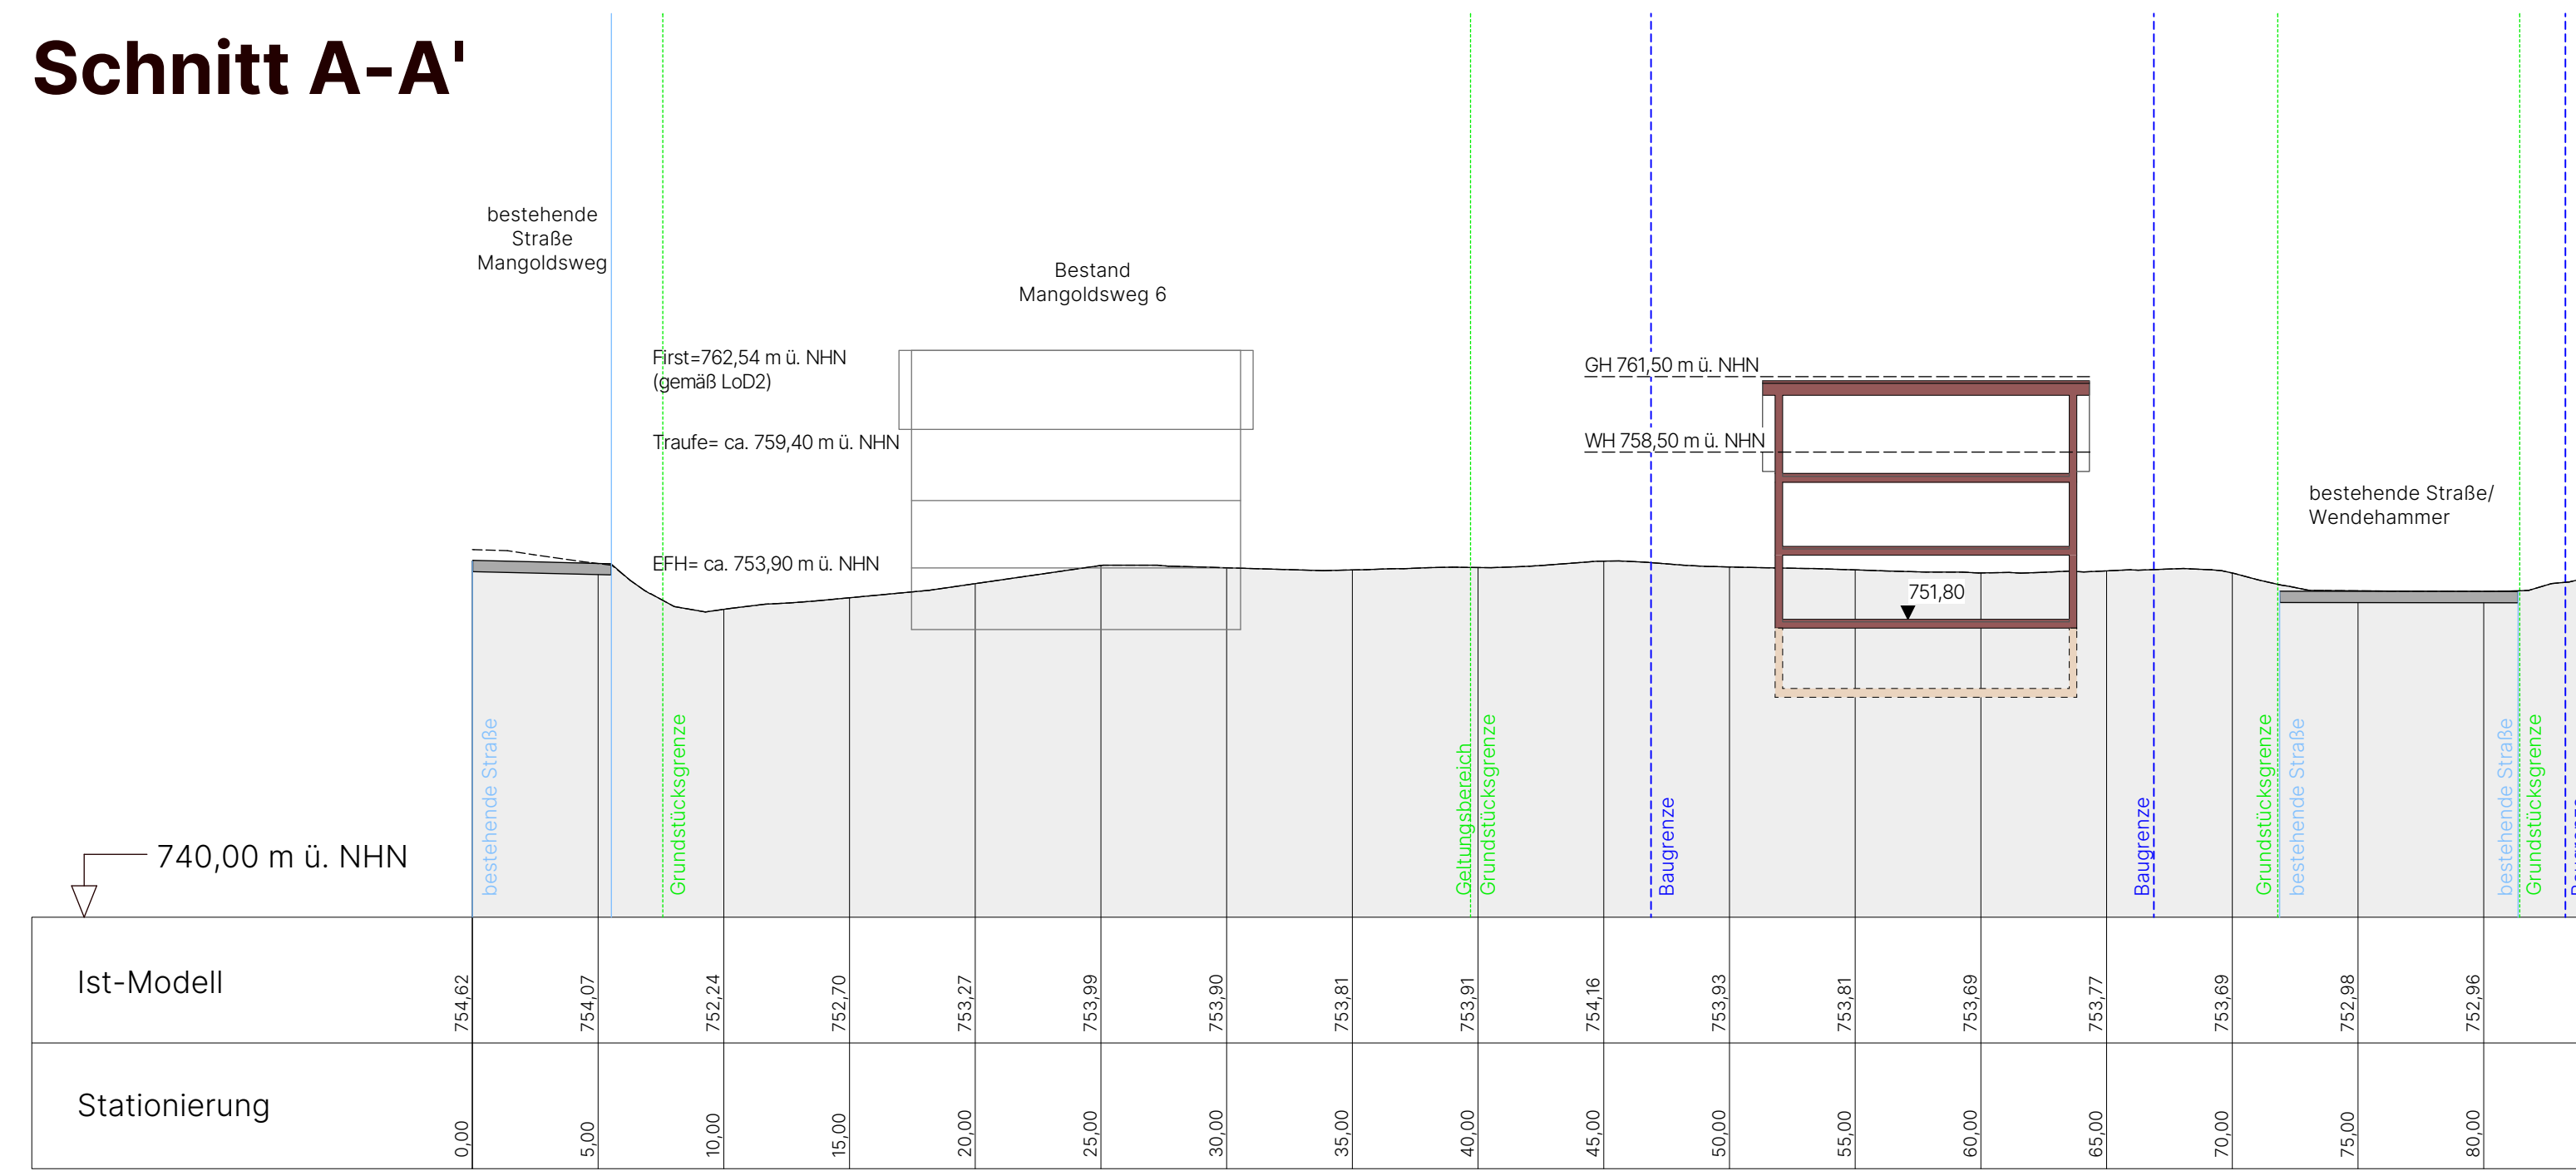 Schnitt A-A'
bestehende
Straße
Mangoldsweg
Bestand
Mangoldsweg 6
First=762,54 m ü. NHN
(gemäß LoD2)
Traufe= ca. 759,40 m ü. NHN
EFH= ca. 753,90 m ü. NHN
GH 761,50 m ü. NHN
WH 758,50 m ü. NHN
751,80
bestehende Straße/
Wendehammer
bestehende Straße
Grundstücksgrenze
Geltungsbereich
Grundstücksgrenze
Baugrenze
Baugrenze
Grundstücksgrenze
bestehende Straße
bestehende Straße
Grundstücksgrenze
740,00 m ü. NHN
Ist-Modell
754,62
754,07
752,24
752,70
753,27
753,99
753,90
753,81
753,91
754,16
753,93
753,81
753,69
753,77
753,69
752,98
752,96
Stationierung
0,00
5,00
10,00
15,00
20,00
25,00
30,00
35,00
40,00
45,00
50,00
55,00
60,00
65,00
70,00
75,00
80,00